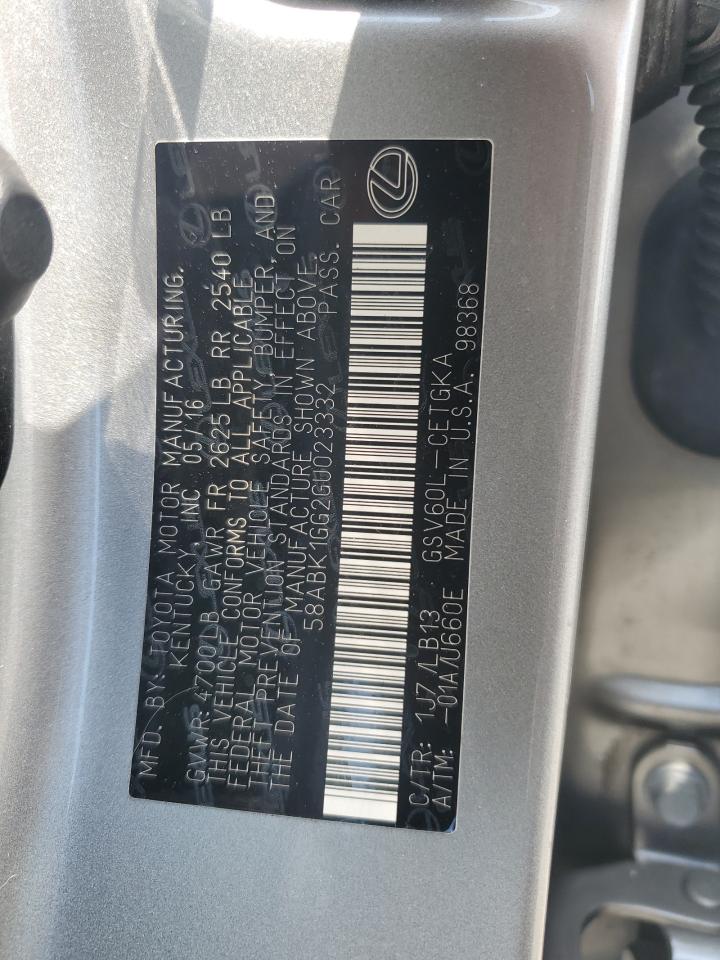 MFD. BY: TOYOTA MOTOR MANUFACTURING.
KENTUCKY, INC 05/16
GVWR: 4700 LB GAWR FR 2625 LB RR 2540 LB
THIS VEHICLE CONFORMS TO ALL APPLICABLE
FEDERAL MOTOR VEHICLE SAFETY, BUMPER, AND
THEFT PREVENTION STANDARDS IN EFFECT ON
THE DATE OF MANUFACTURE SHOWN ABOVE.
58ABK1GG2GU023332 PASS. CAR
C/TR: 1J7/LB13 GSV60L-CETGKA
A/TM: -01A/U660E MADE IN U.S.A. 98368